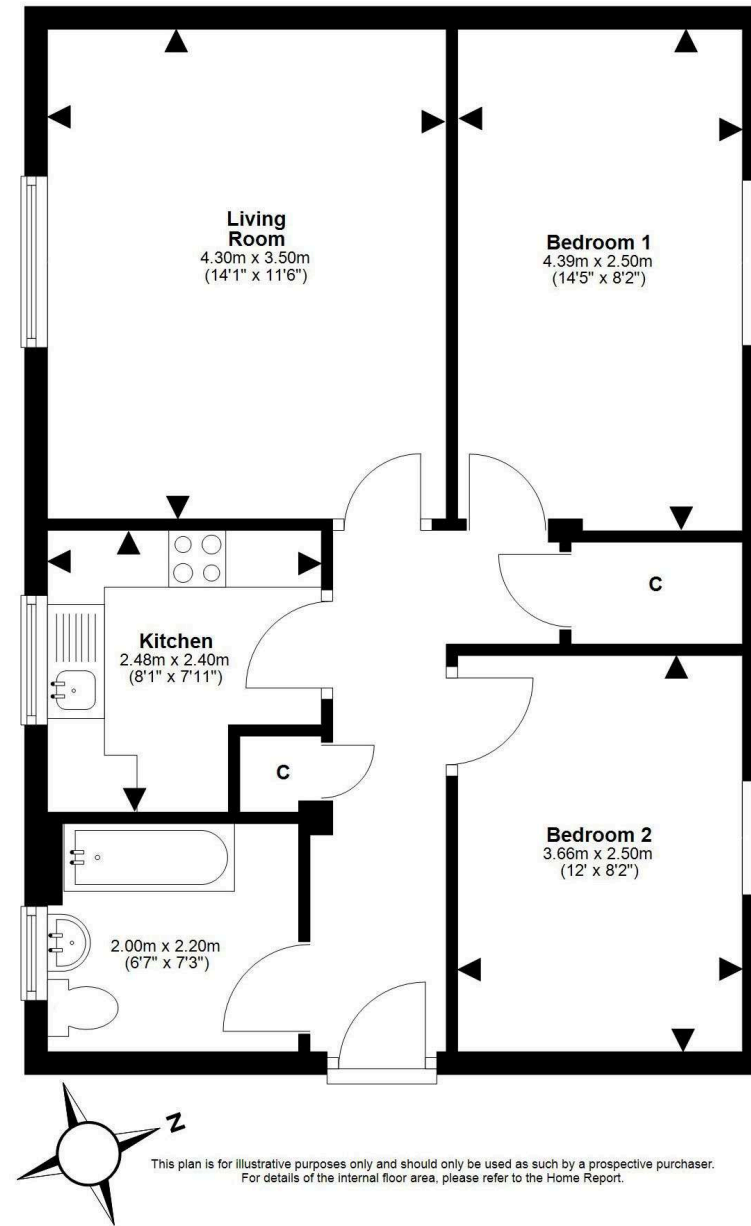 Living
Room
4.30m x 3.50m
(14'1" x 11'6")
Bedroom 1
4.39m x 2.50m
(14'5" x 8'2")
C
Kitchen
2.48m x 2.40m
(8'1" x 7'11")
C
Bedroom 2
3.66m x 2.50m
(12' x 8'2")
2.00m x 2.20m
(6'7" x 7'3")
N
This plan is for illustrative purposes only and should only be used as such by a prospective purchaser.
For details of the internal floor area, please refer to the Home Report.